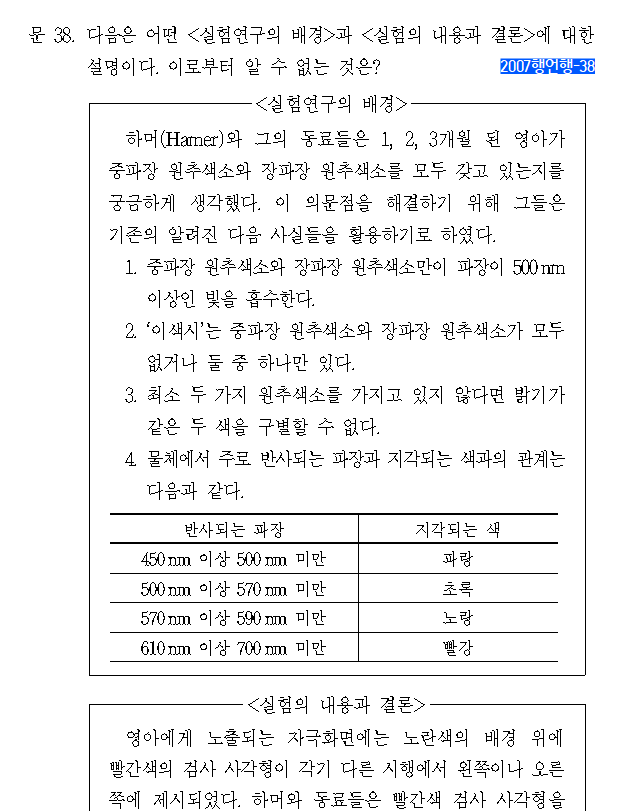 문 38. 다음은 어떤 <실험연구의 배경>과 <실험의 내용과 결론>에 대한
설명이다. 이로부터 알 수 없는 것은?
2007행언행-38
<실험연구의 배경>
하머(Hamer)와 그의 동료들은 1, 2, 3개월 된 영아가
중파장 원추색소와 장파장 원추색소를 모두 갖고 있는지를
궁금하게 생각했다. 이 의문점을 해결하기 위해 그들은
기존의 알려진 다음 사실들을 활용하기로 하였다.
1. 중파장 원추색소와 장파장 원추색소만이 파장이 500nm
이상인 빛을 흡수한다.
2. ‘이색시’는 중파장 원추색소와 장파장 원추색소가 모두
없거나 둘 중 하나만 있다.
3. 최소 두 가지 원추색소를 가지고 있지 않다면 밝기가
같은 두 색을 구별할 수 없다.
4. 물체에서 주로 반사되는 파장과 지각되는 색과의 관계는
다음과 같다.
반사되는 파장 지각되는 색
450nm 이상 500nm 미만 파랑
500nm 이상 570nm 미만 초록
570nm 이상 590nm 미만 노랑
610nm 이상 700nm 미만 빨강
<실험의 내용과 결론>
영아에게 노출되는 자극화면에는 노란색의 배경 위에
빨간색의 검사 사각형이 각기 다른 시행에서 왼쪽이나 오른
쪽에 제시되었다. 하머와 동료들은 빨간색 검사 사각형을